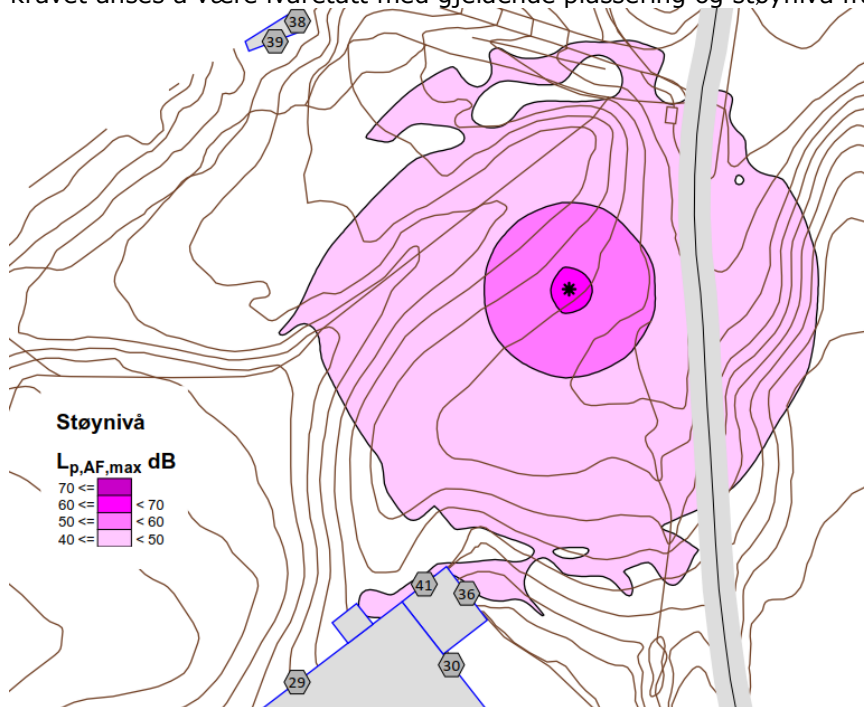 kravet anses å være ivaretatt med gjeldende plassering og støynivå
38
39
Støynivå
Lp,AF,max dB
70 <=
60 <= < 70
50 <= < 60
40 <= < 50
41
36
30
29